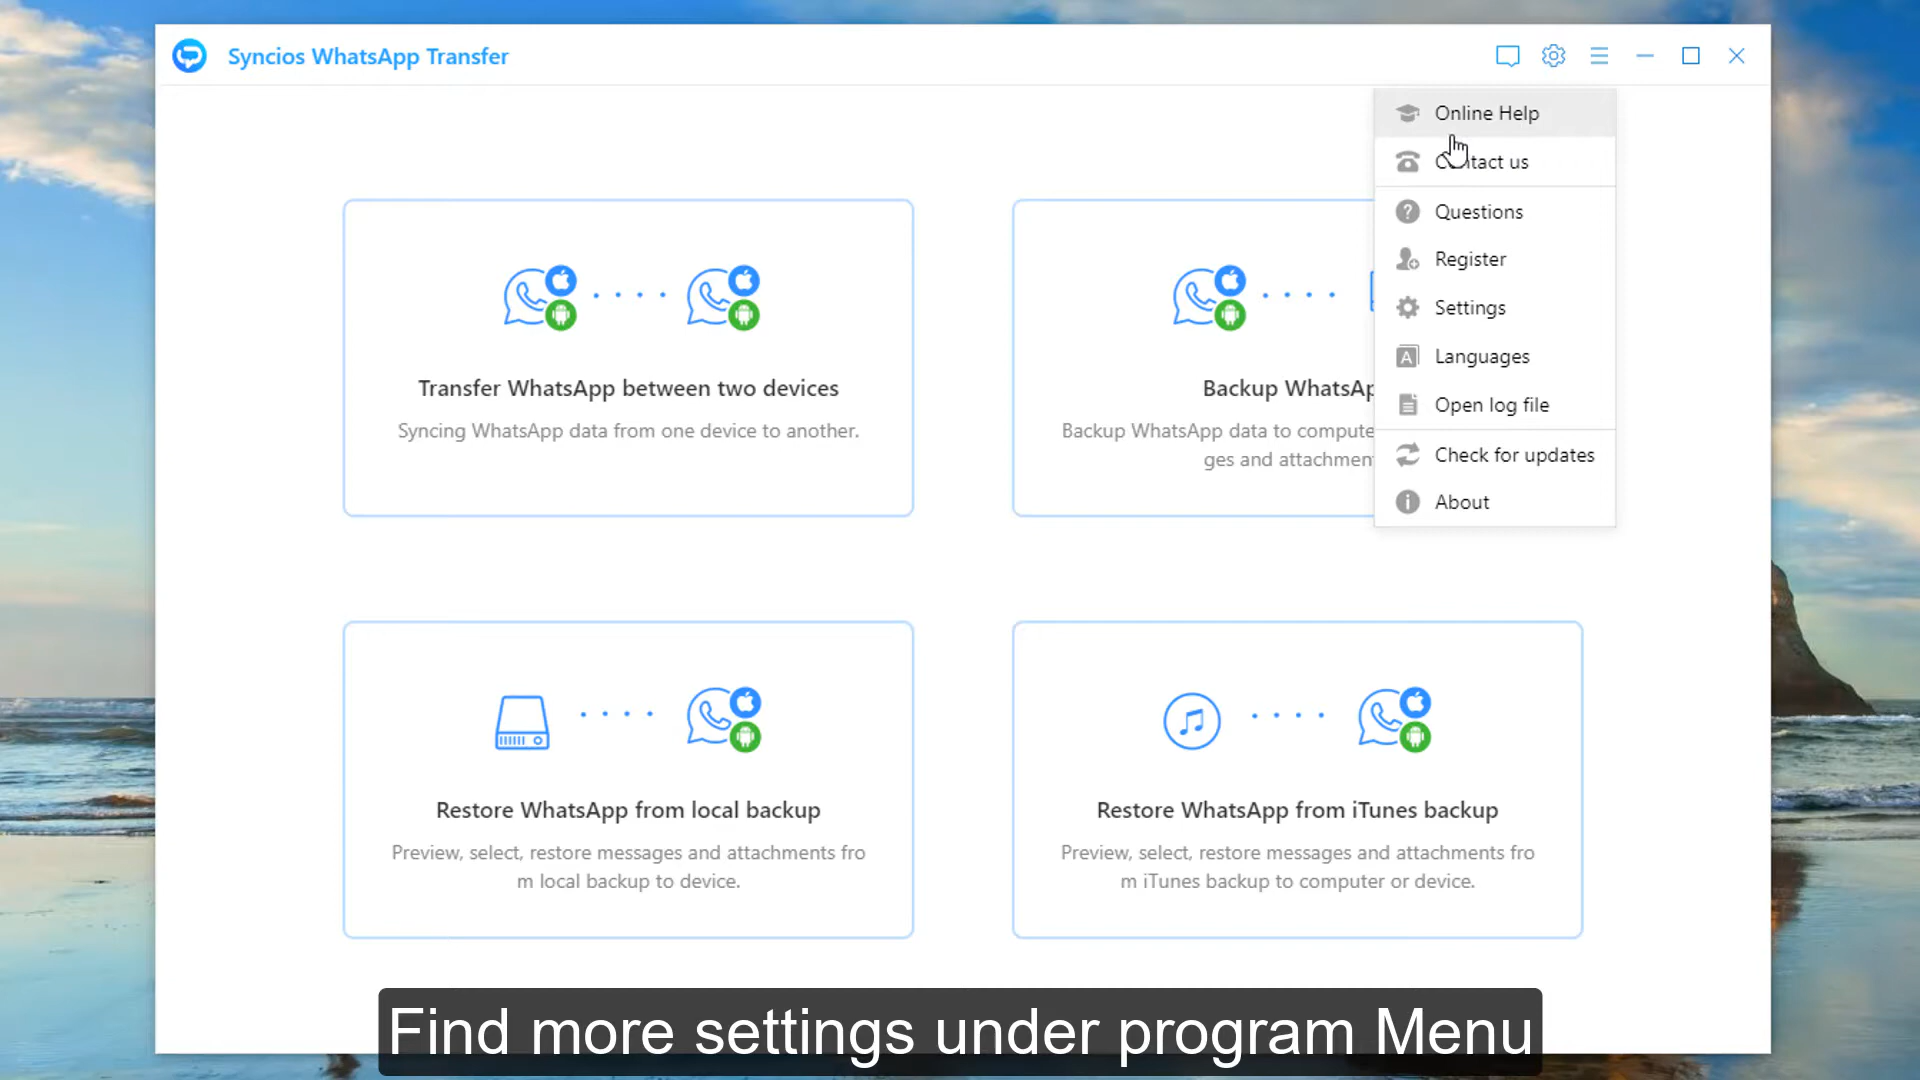 Syncios WhatsApp Transfer
Online Help
Contact us
Questions
Register
Settings
Languages
Open log file
Check for updates
About
Transfer WhatsApp between two devices
Syncing WhatsApp data from one device to another.
Backup WhatsAp
Backup WhatsApp data to compute
ges and attachmen
Restore WhatsApp from local backup
Preview, select, restore messages and attachments fro
m local backup to device.
Restore WhatsApp from iTunes backup
Preview, select, restore messages and attachments fro
m iTunes backup to computer or device.
Find more settings under program Menu